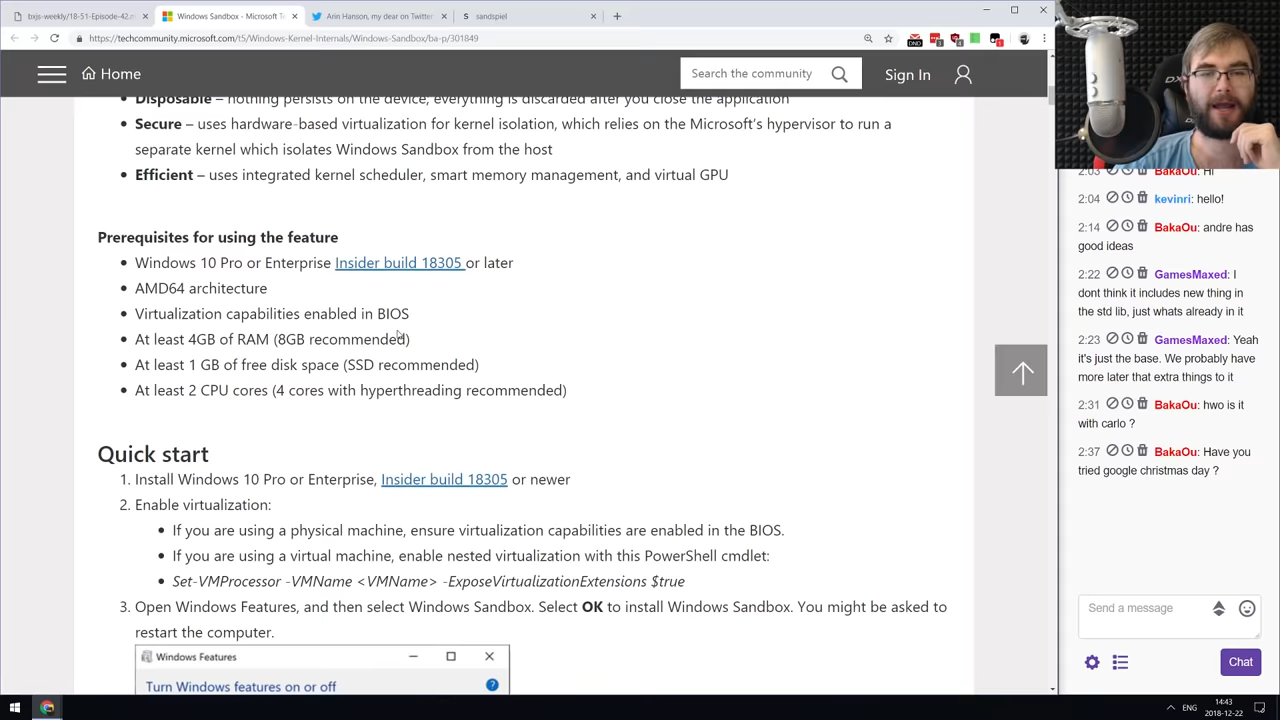 bxjs-weekly/18-51-Episode-42.m
Windows Sandbox - Microsoft Te
Arin Hanson, my dear on Twitter
sandspiel
https://techcommunity.microsoft.com/t5/Windows-Kernel-Internals/Windows-Sandbox/ba-p/301849
Home
Search the community
Sign In
Disposable – nothing persists on the device; everything is discarded after you close the application
Secure – uses hardware-based virtualization for kernel isolation, which relies on the Microsoft's hypervisor to run a
separate kernel which isolates Windows Sandbox from the host
Efficient – uses integrated kernel scheduler, smart memory management, and virtual GPU
Prerequisites for using the feature
Windows 10 Pro or Enterprise Insider build 18305 or later
AMD64 architecture
Virtualization capabilities enabled in BIOS
At least 4GB of RAM (8GB recommended)
At least 1 GB of free disk space (SSD recommended)
At least 2 CPU cores (4 cores with hyperthreading recommended)
Quick start
1. Install Windows 10 Pro or Enterprise, Insider build 18305 or newer
2. Enable virtualization:
If you are using a physical machine, ensure virtualization capabilities are enabled in the BIOS.
If you are using a virtual machine, enable nested virtualization with this PowerShell cmdlet:
Set-VMProcessor -VMName <VMName> -ExposeVirtualizationExtensions $true
3. Open Windows Features, and then select Windows Sandbox. Select OK to install Windows Sandbox. You might be asked to
restart the computer.
Windows Features
Turn Windows features on or off
2:03 BakaOu: Hi
2:04 kevinri: hello!
2:14 BakaOu: andre has
good ideas
2:22 GamesMaxed: I
dont think it includes new thing in
the std lib, just whats already in it
2:23 GamesMaxed: Yeah
it's just the base. We probably have
more later that extra things to it
2:31 BakaOu: hwo is it
with carlo ?
2:37 BakaOu: Have you
tried google christmas day ?
Send a message
Chat
ENG
14:43
2018-12-22